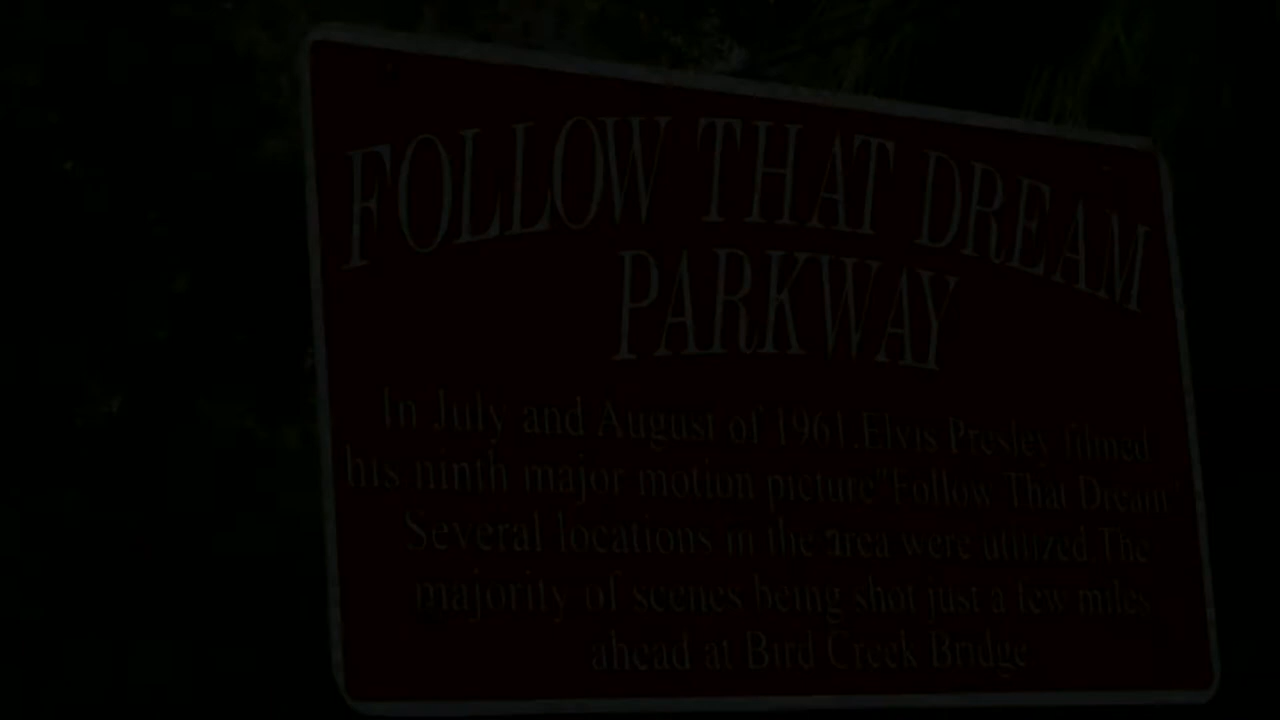 FOLLOW THAT DREAM
PARKWAY
In July and August of 1961.Elvis Presley filmed
his ninth major motion picture"Follow That Dream
Several locations in the area were utilized.The
majority of scenes being shot just a few miles
ahead at Bird Creek Bridge.